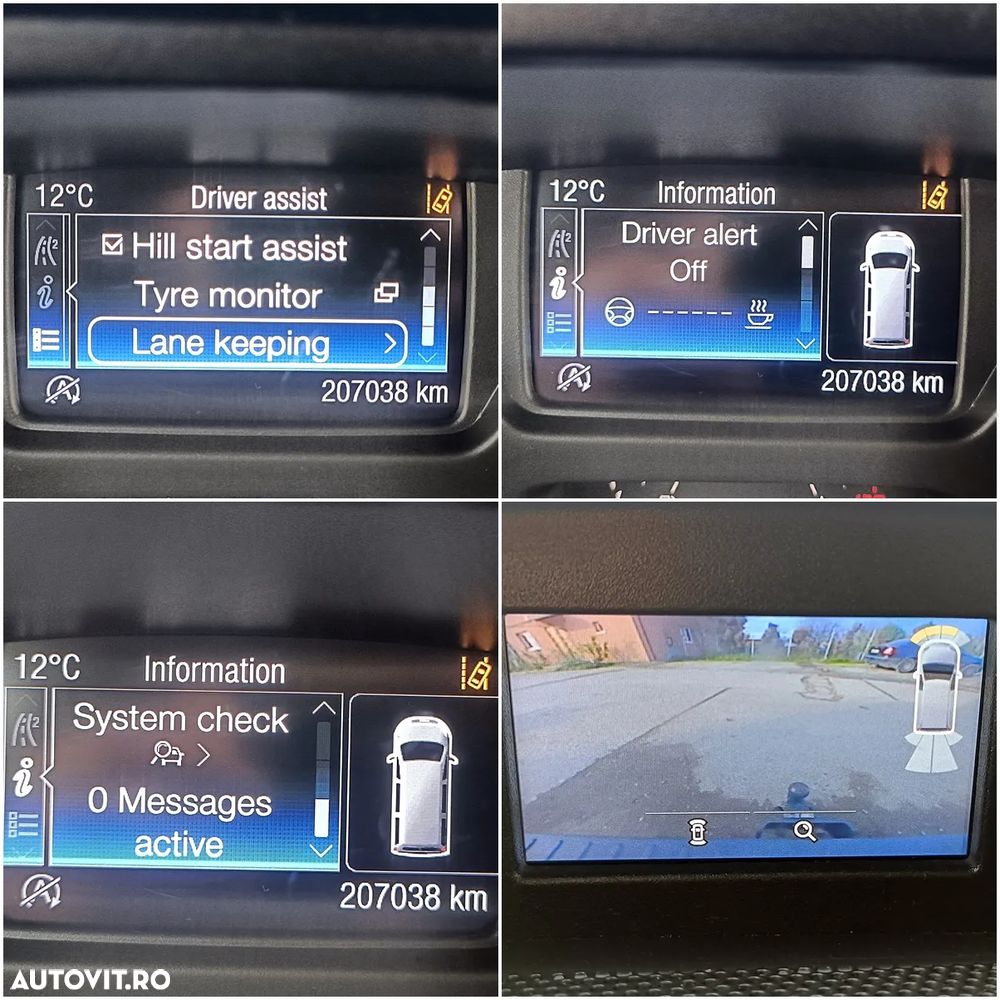 12°C Driver assist
Hill start assist
Tyre monitor
Lane keeping
207038 km
12°C Information
Driver alert
Off
207038 km
12°C Information
System check
0 Messages
active
207038 km
AUTOVIT.RO